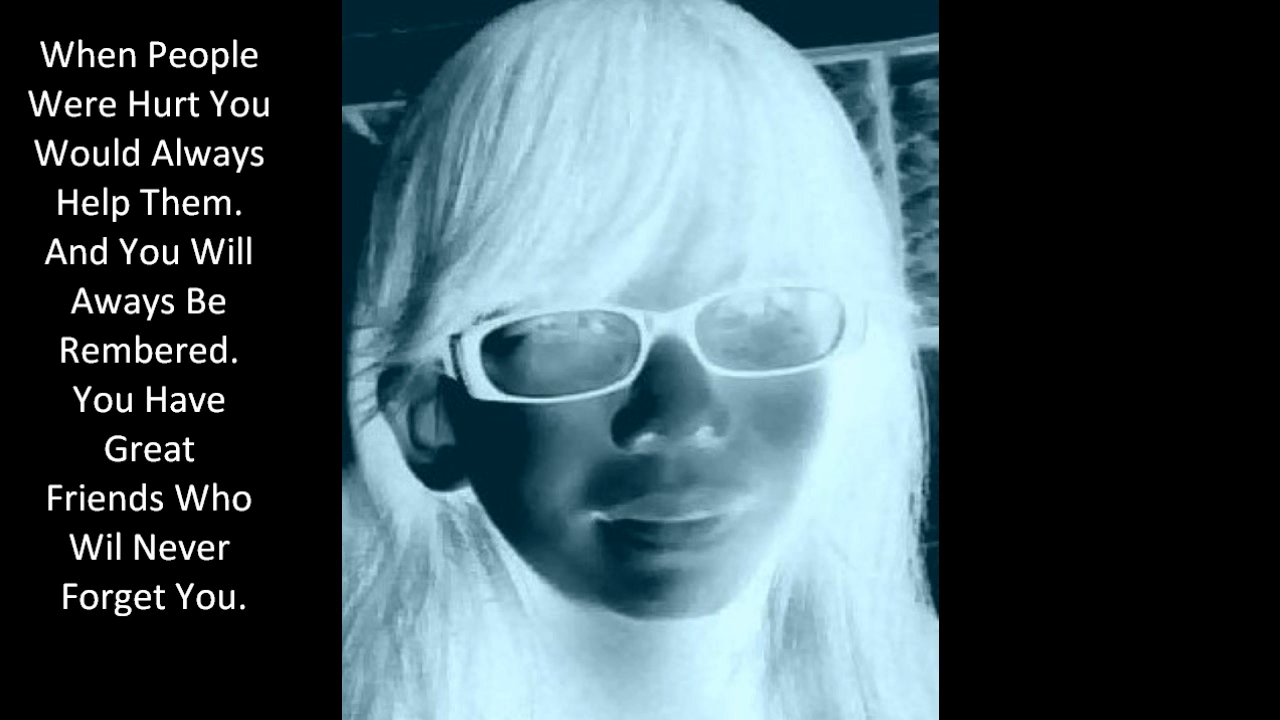 When People
Were Hurt You
Would Always
Help Them.
And You Will
Aways Be
Rembered.
You Have
Great
Friends Who
Wil Never
Forget You.